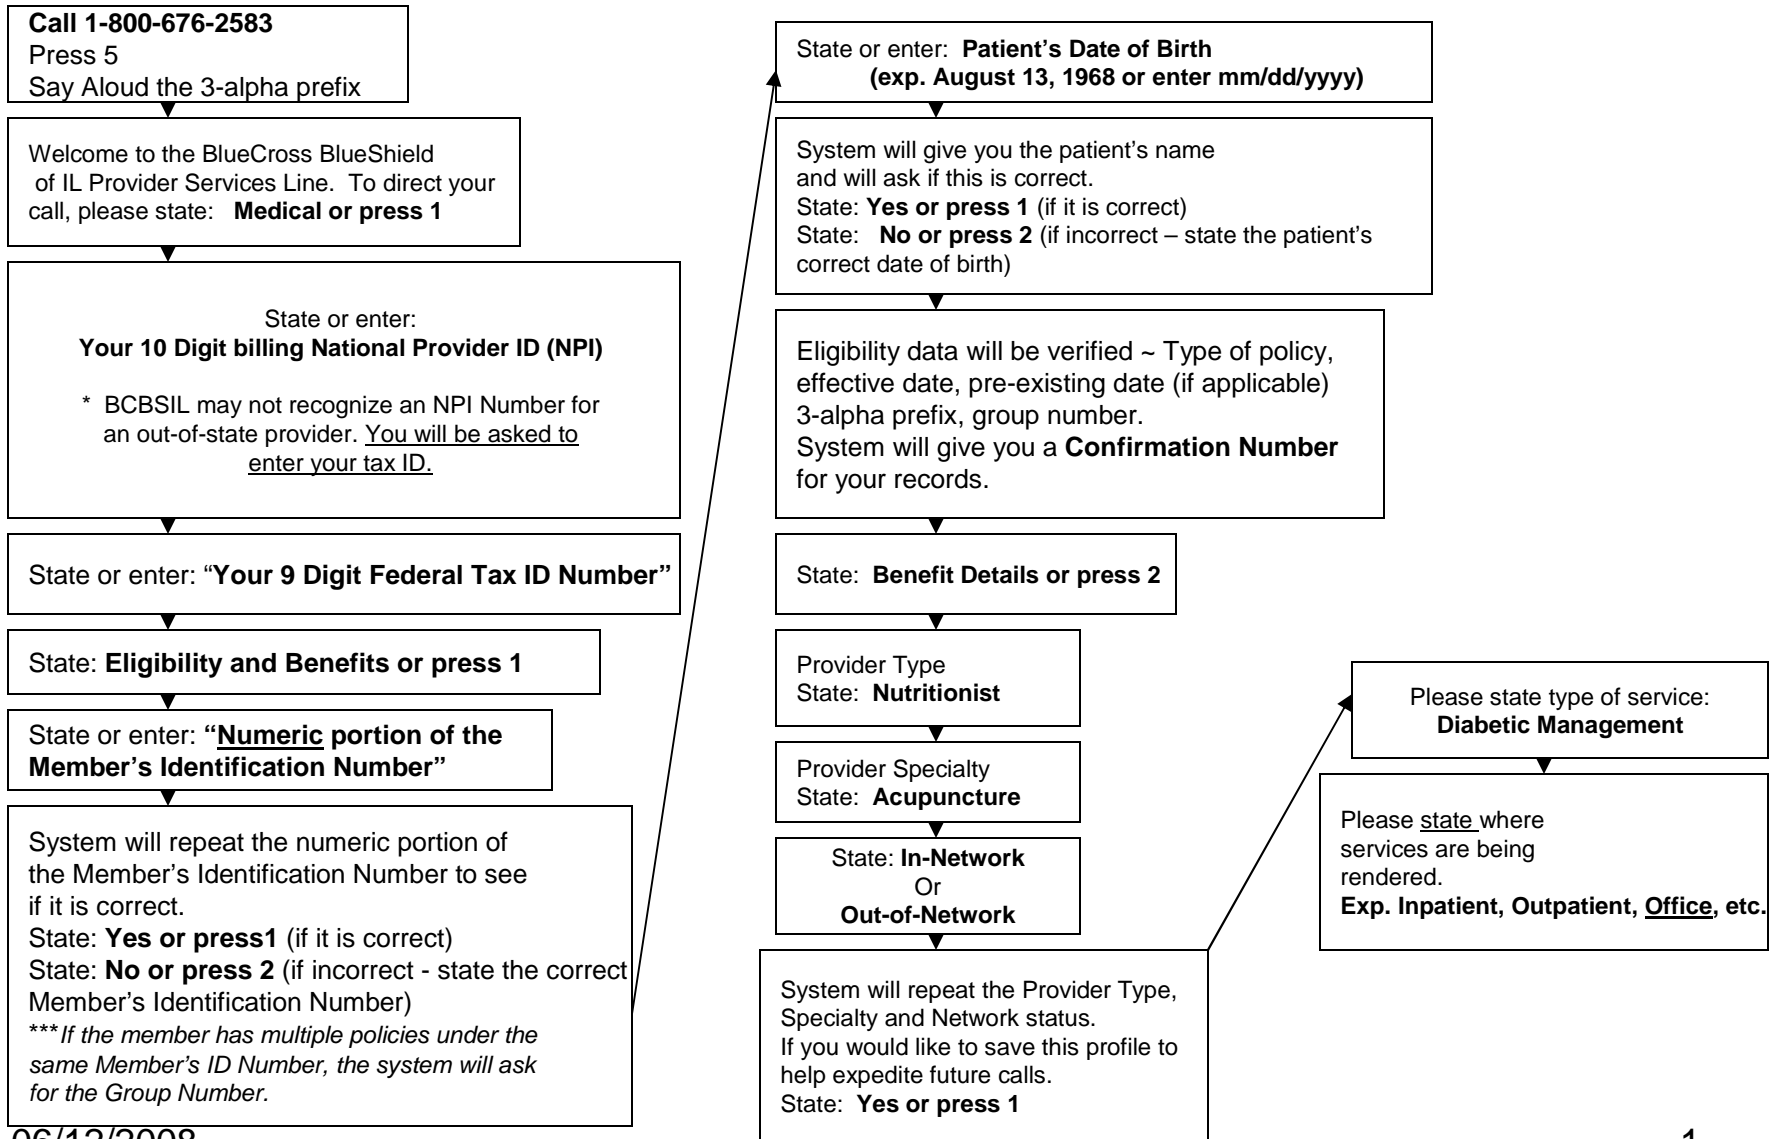 Call 1-800-676-2583
Press 5
Say Aloud the 3-alpha prefix
Welcome to the BlueCross BlueShield
of IL Provider Services Line. To direct your
call, please state: Medical or press 1
State or enter:
Your 10 Digit billing National Provider ID (NPI)
* BCBSIL may not recognize an NPI Number for
an out-of-state provider. You will be asked to
enter your tax ID.
State or enter: “Your 9 Digit Federal Tax ID Number”
State: Eligibility and Benefits or press 1
State or enter: “Numeric portion of the
Member’s Identification Number”
System will repeat the numeric portion of
the Member’s Identification Number to see
if it is correct.
State: Yes or press1 (if it is correct)
State: No or press 2 (if incorrect - state the correct
Member’s Identification Number)
***If the member has multiple policies under the
same Member’s ID Number, the system will ask
for the Group Number.
State or enter: Patient’s Date of Birth
(exp. August 13, 1968 or enter mm/dd/yyyy)
System will give you the patient’s name
and will ask if this is correct.
State: Yes or press 1 (if it is correct)
State: No or press 2 (if incorrect – state the patient’s
correct date of birth)
Eligibility data will be verified ~ Type of policy,
effective date, pre-existing date (if applicable)
3-alpha prefix, group number.
System will give you a Confirmation Number
for your records.
State: Benefit Details or press 2
Provider Type
State: Nutritionist
Provider Specialty
State: Acupuncture
State: In-Network
Or
Out-of-Network
System will repeat the Provider Type,
Specialty and Network status.
If you would like to save this profile to
help expedite future calls.
State: Yes or press 1
Please state type of service:
Diabetic Management
Please state where
services are being
rendered.
Exp. Inpatient, Outpatient, Office, etc.
06/12/2008
1